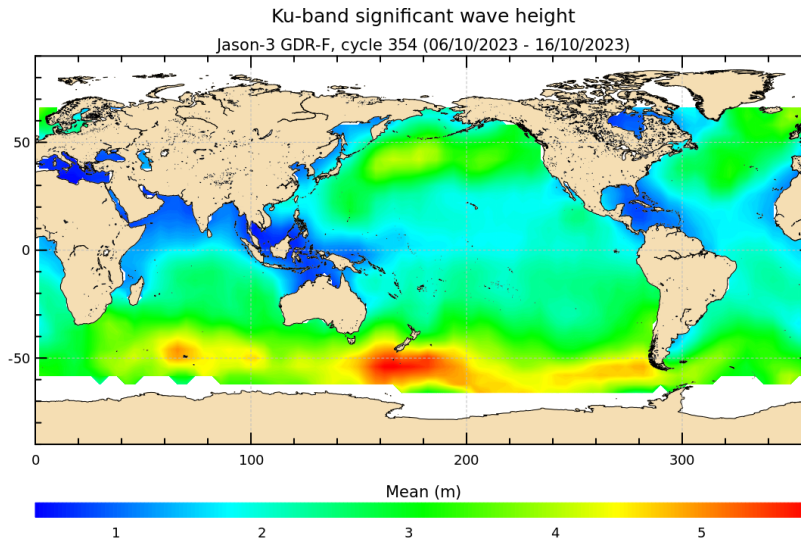 Ku-band significant wave height
Jason-3 GDR-F, cycle 354 (06/10/2023 - 16/10/2023)
50
0
-50
0 100 200 300
Mean (m)
1 2 3 4 5